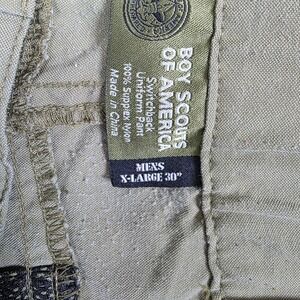 BOY SCOUTS
OF AMERICA
Switchback
Uniform Pant
100% Supplex Nylon
Made in China
MENS
X-LARGE 30"